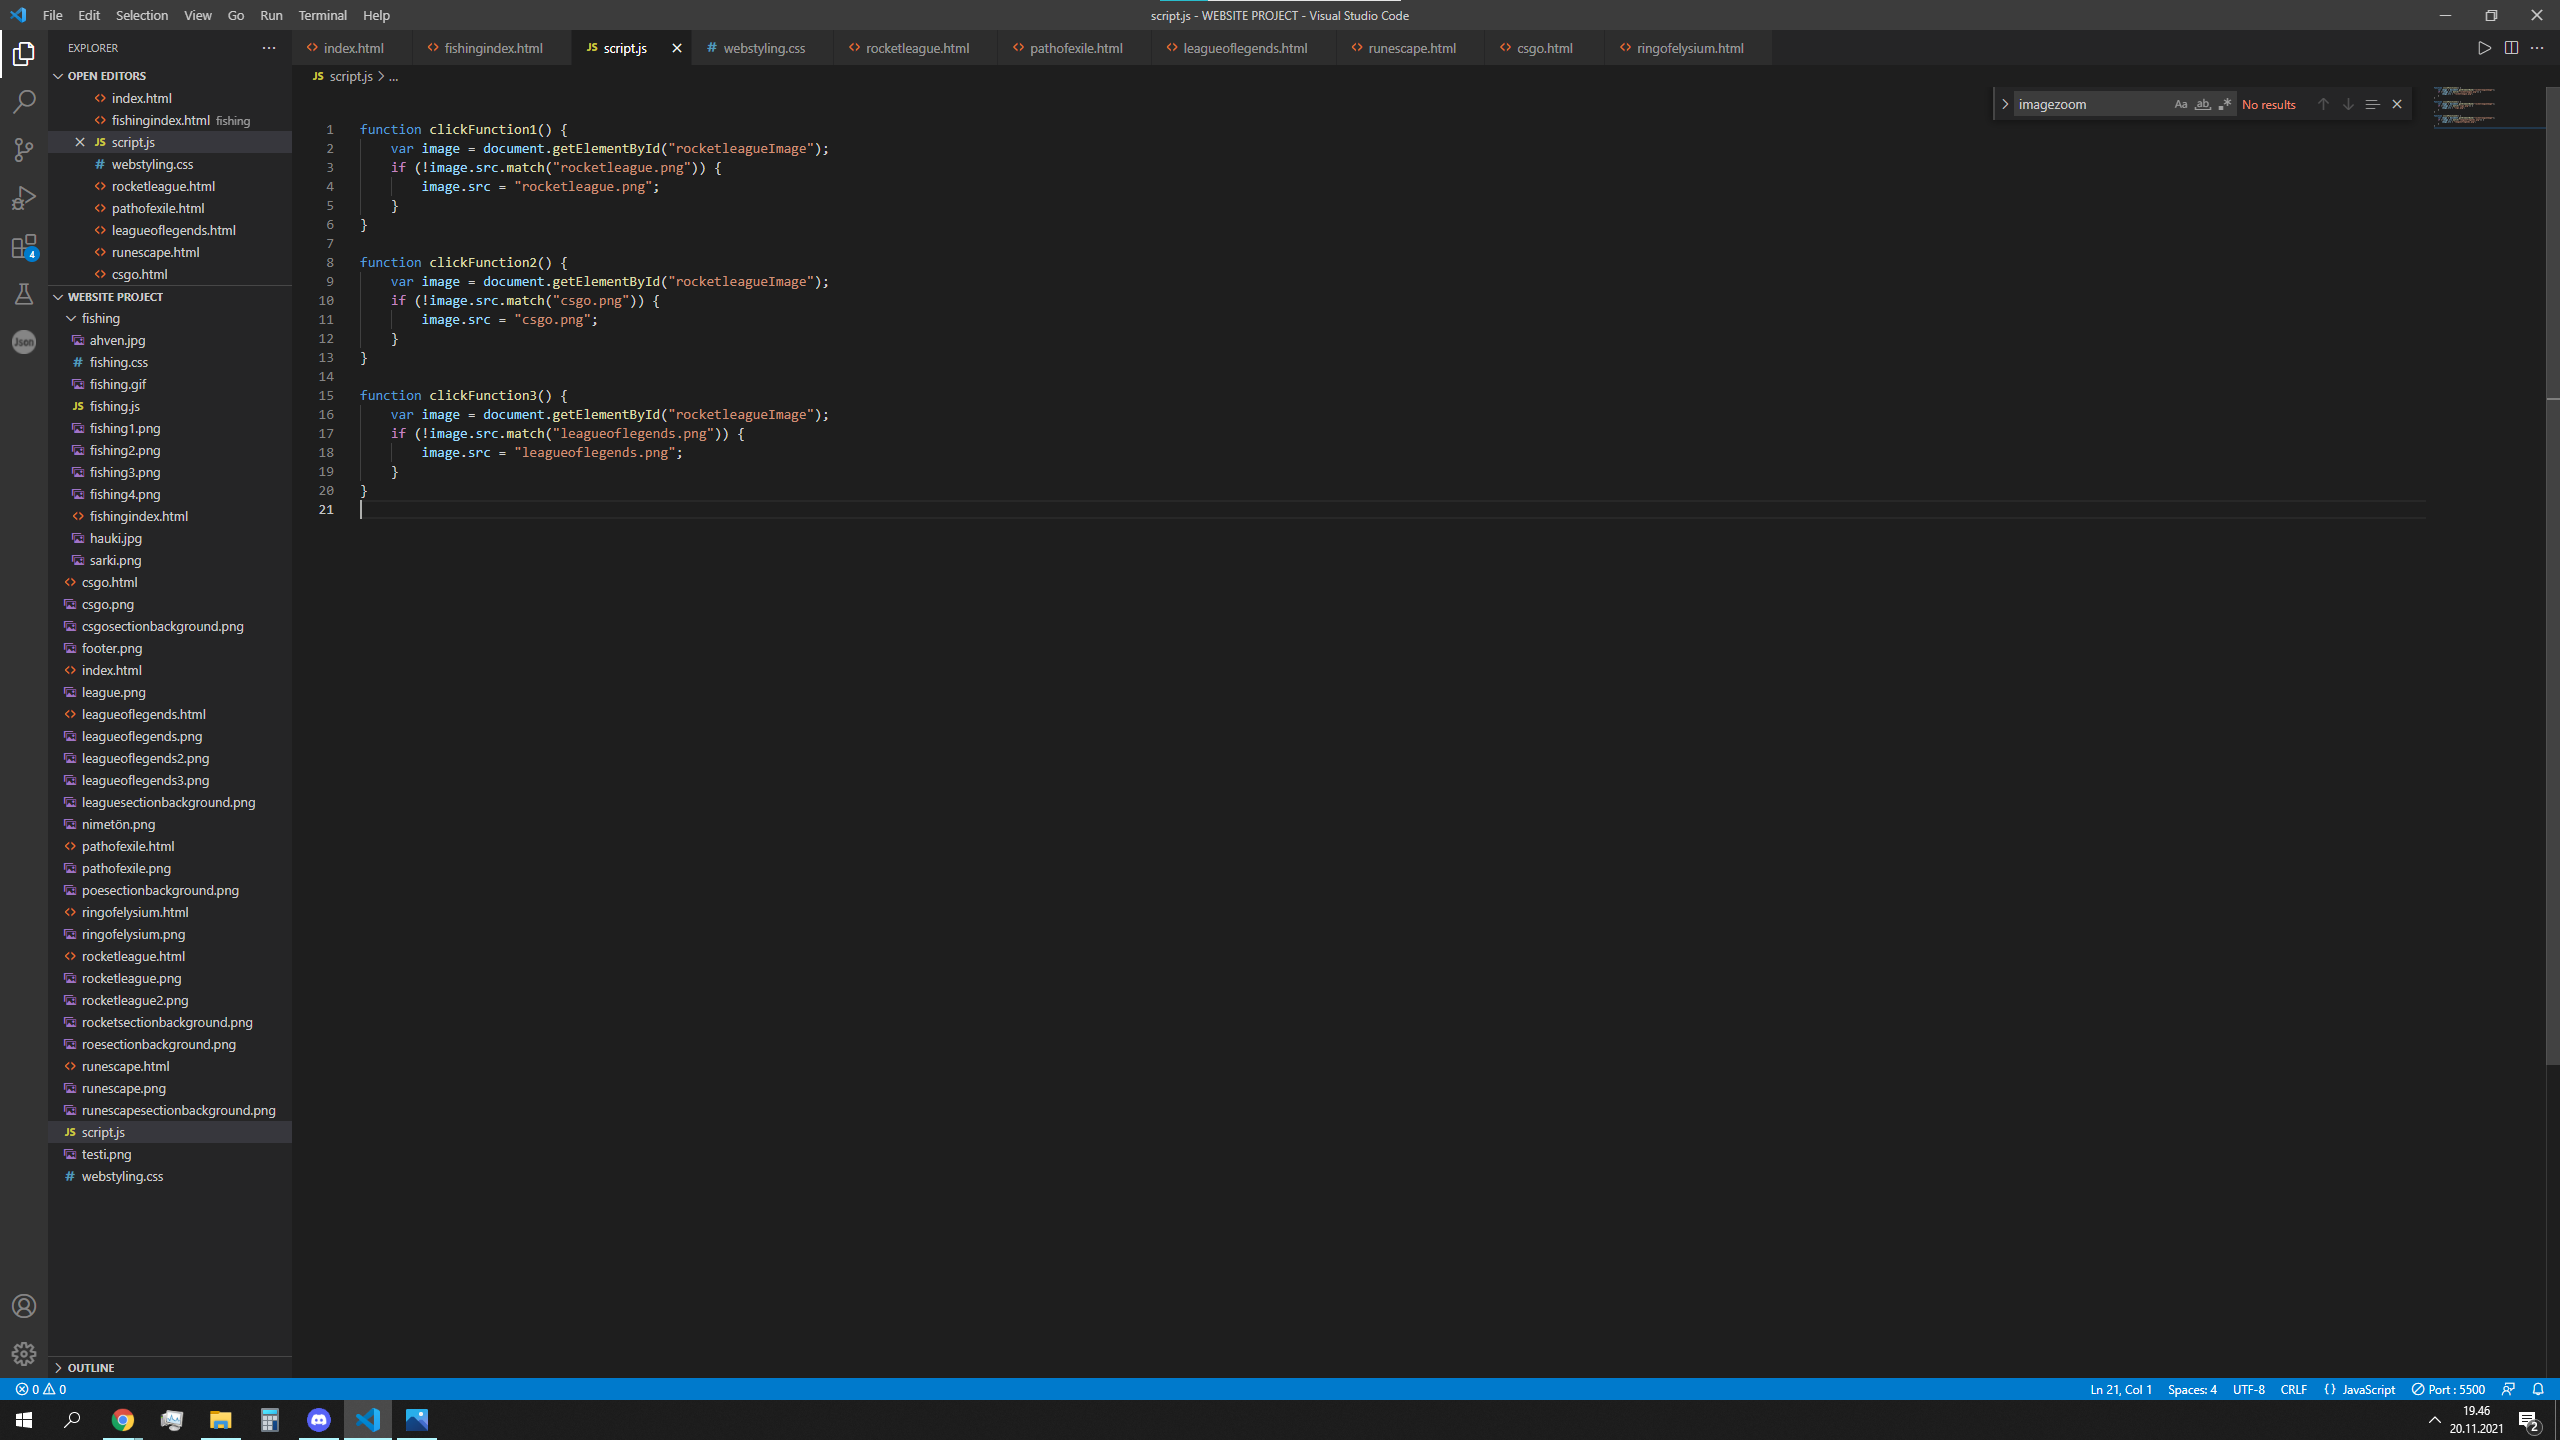 File Edit Selection View Go Run Terminal Help
script.js - WEBSITE PROJECT - Visual Studio Code
EXPLORER
OPEN EDITORS
index.html
fishingindex.html fishing
JS script.js
# webstyling.css
rocketleague.html
pathofexile.html
leagueoflegends.html
runescape.html
csgo.html
WEBSITE PROJECT
fishing
ahven.jpg
# fishing.css
fishing.gif
JS fishing.js
fishing1.png
fishing2.png
fishing3.png
fishing4.png
fishingindex.html
hauki.jpg
sarki.png
csgo.html
csgo.png
csgosectionbackground.png
footer.png
index.html
league.png
leagueoflegends.html
leagueoflegends.png
leagueoflegends2.png
leagueoflegends3.png
leaguesectionbackground.png
nimetön.png
pathofexile.html
pathofexile.png
poesectionbackground.png
ringofelysium.html
ringofelysium.png
rocketleague.html
rocketleague.png
rocketleague2.png
rocketsectionbackground.png
roesectionbackground.png
runescape.html
runescape.png
runescapesectionbackground.png
JS script.js
testi.png
# webstyling.css
OUTLINE
4
Json
index.html fishingindex.html JS script.js # webstyling.css rocketleague.html pathofexile.html leagueoflegends.html runescape.html csgo.html ringofelysium.html
JS script.js > ...
imagezoom Aa ab .* No results
1 function clickFunction1() {
2 var image = document.getElementById("rocketleagueImage");
3 if (!image.src.match("rocketleague.png")) {
4 image.src = "rocketleague.png";
5 }
6 }
7
8 function clickFunction2() {
9 var image = document.getElementById("rocketleagueImage");
10 if (!image.src.match("csgo.png")) {
11 image.src = "csgo.png";
12 }
13 }
14
15 function clickFunction3() {
16 var image = document.getElementById("rocketleagueImage");
17 if (!image.src.match("leagueoflegends.png")) {
18 image.src = "leagueoflegends.png";
19 }
20 }
21
0 0
Ln 21, Col 1 Spaces: 4 UTF-8 CRLF {} JavaScript Port : 5500
19.46
20.11.2021
2